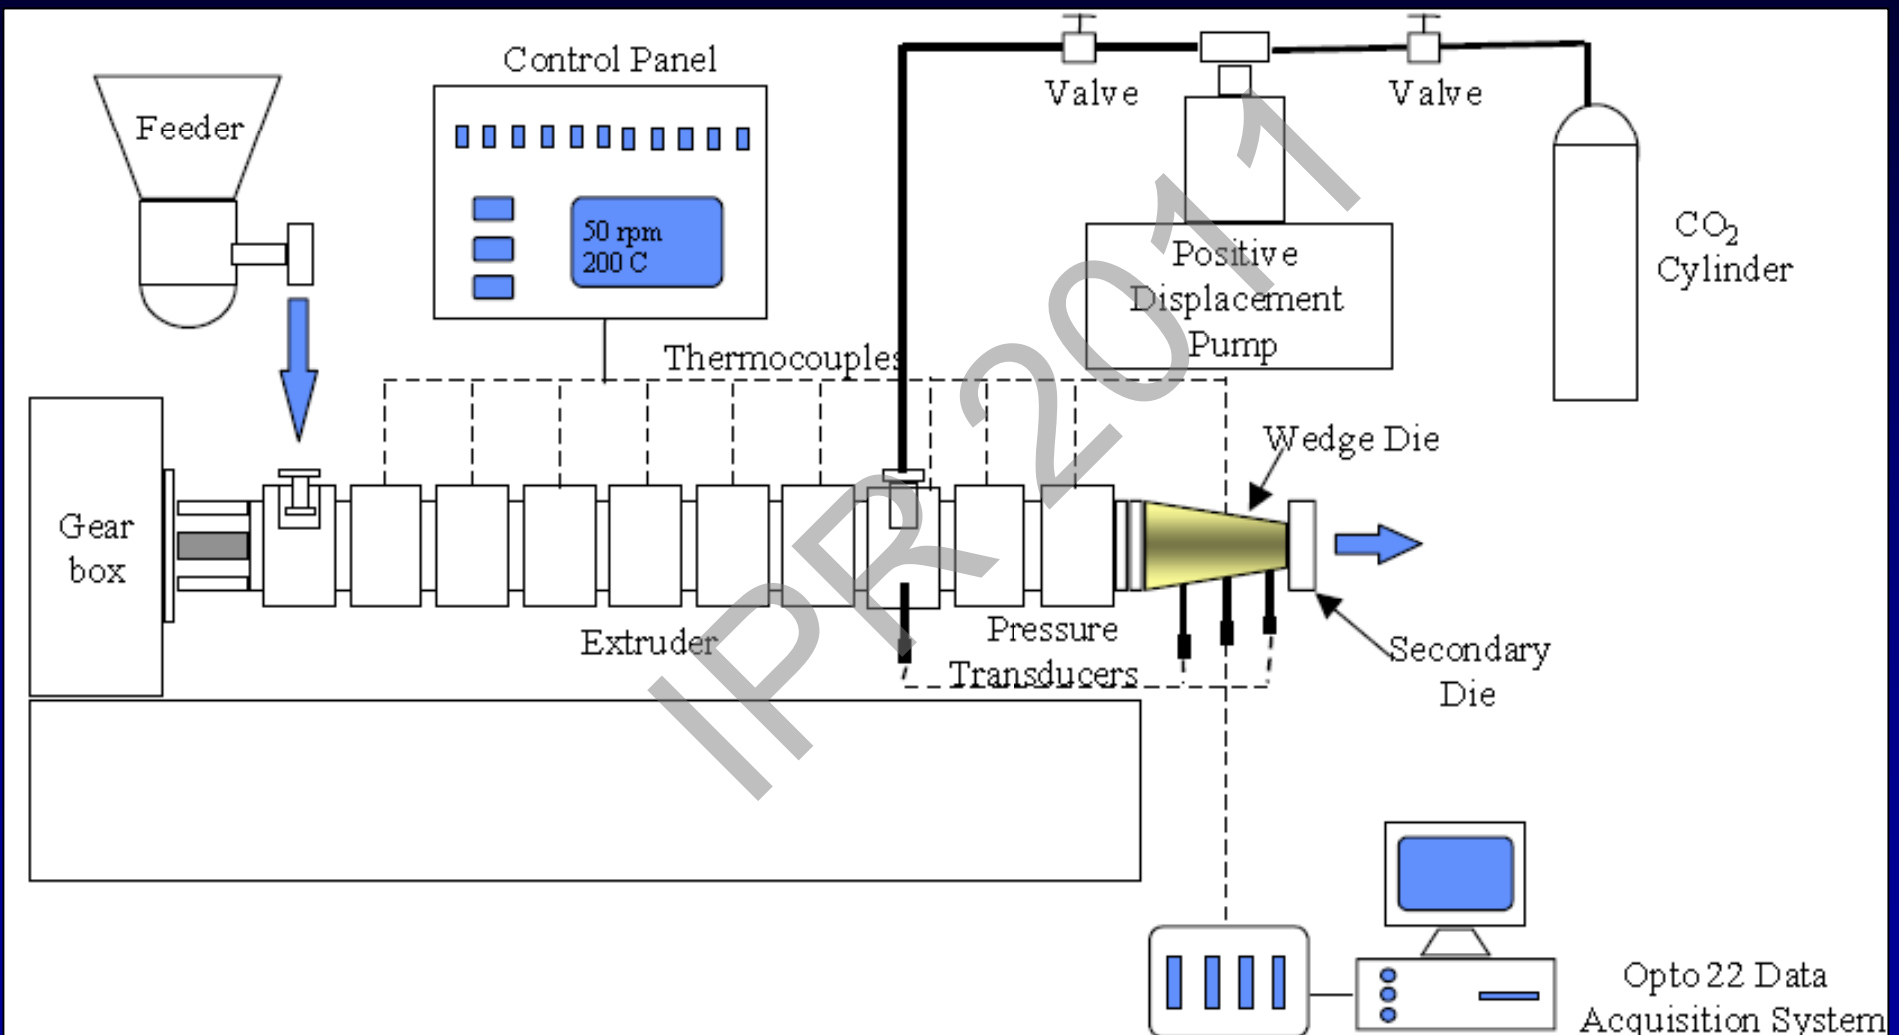 Control Panel
Feeder
Valve
Valve
50 rpm
200 C
CO2
Cylinder
Positive
Displacement
Pump
Thermocouples
Wedge Die
Gear
box
Extruder
Pressure
Transducers
Secondary
Die
IPR 2011
Opto 22 Data
Acquisition System